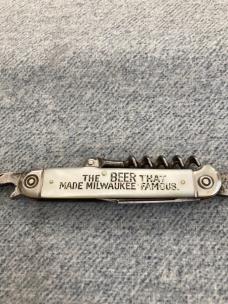 THE BEER THAT
MADE MILWAUKEE FAMOUS.